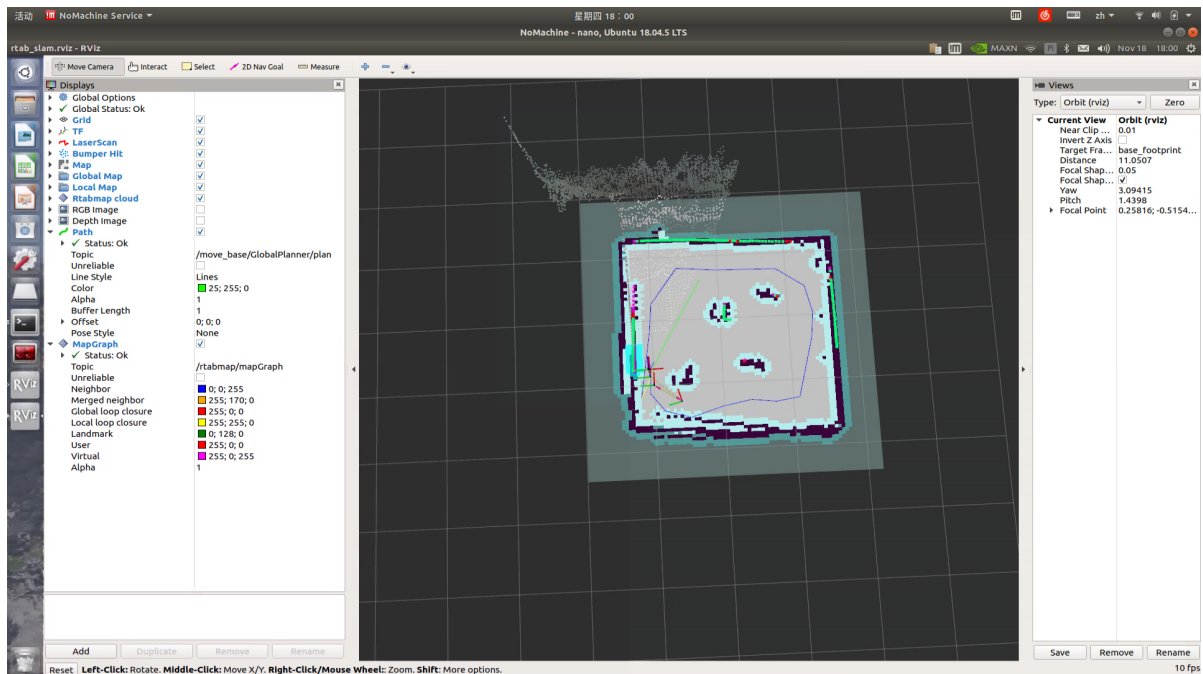 活动 NoMachine Service
星期四 18：00
zh
NoMachine - nano, Ubuntu 18.04.5 LTS
rtab_slam.rviz - RViz
MAXN
Nov 18 18:00
Move Camera Interact Select 2D Nav Goal Measure
Displays
Global Options
Global Status: Ok
Grid
TF
LaserScan
Bumper Hit
Map
Global Map
Local Map
Rtabmap cloud
RGB Image
Depth Image
Path
Status: Ok
Topic /move_base/GlobalPlanner/plan
Unreliable
Line Style Lines
Color 25; 255; 0
Alpha 1
Buffer Length 1
Offset 0; 0; 0
Pose Style None
MapGraph
Status: Ok
Topic /rtabmap/mapGraph
Unreliable
Neighbor 0; 0; 255
Merged neighbor 255; 170; 0
Global loop closure 255; 0; 0
Local loop closure 255; 255; 0
Landmark 0; 128; 0
User 255; 0; 0
Virtual 255; 0; 255
Alpha 1
Add Duplicate Remove Rename
Reset Left-Click: Rotate. Middle-Click: Move X/Y. Right-Click/Mouse Wheel:: Zoom. Shift: More options.
Views
Type: Orbit (rviz) Zero
Current View Orbit (rviz)
Near Clip ... 0.01
Invert Z Axis
Target Fra... base_footprint
Distance 11.0507
Focal Shap... 0.05
Focal Shap...
Yaw 3.09415
Pitch 1.4398
Focal Point 0.25816; -0.5154...
Save Remove Rename
10 fps
RViz
RViz